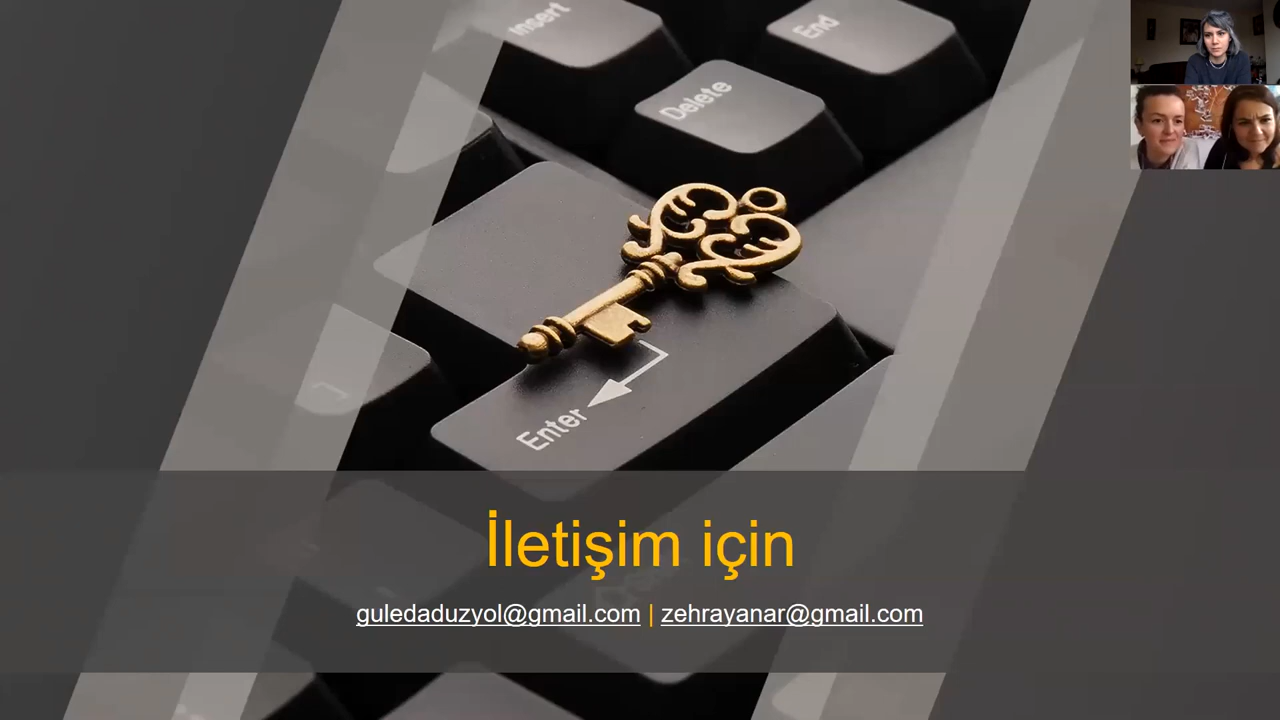 Insert
End
Delete
Enter
İletişim için
guledaduzyol@gmail.com | zehrayanar@gmail.com